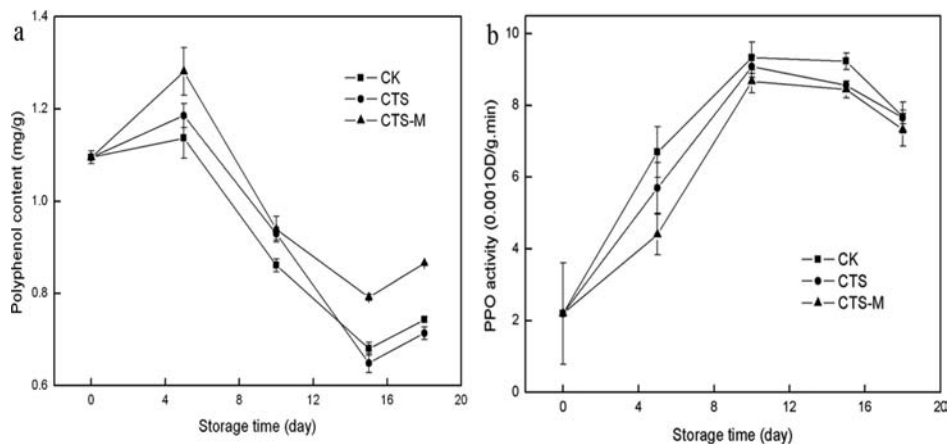 a
1.4
1.2
1.0
0.8
0.6
Polyphenol content (mg/g)
CK
CTS
CTS-M
0 4 8 12 16 20
Storage time (day)
b
10
8
6
4
2
0
PPO activity (0.001OD/g.min)
CK
CTS
CTS-M
0 4 8 12 16 20
Storage time (day)